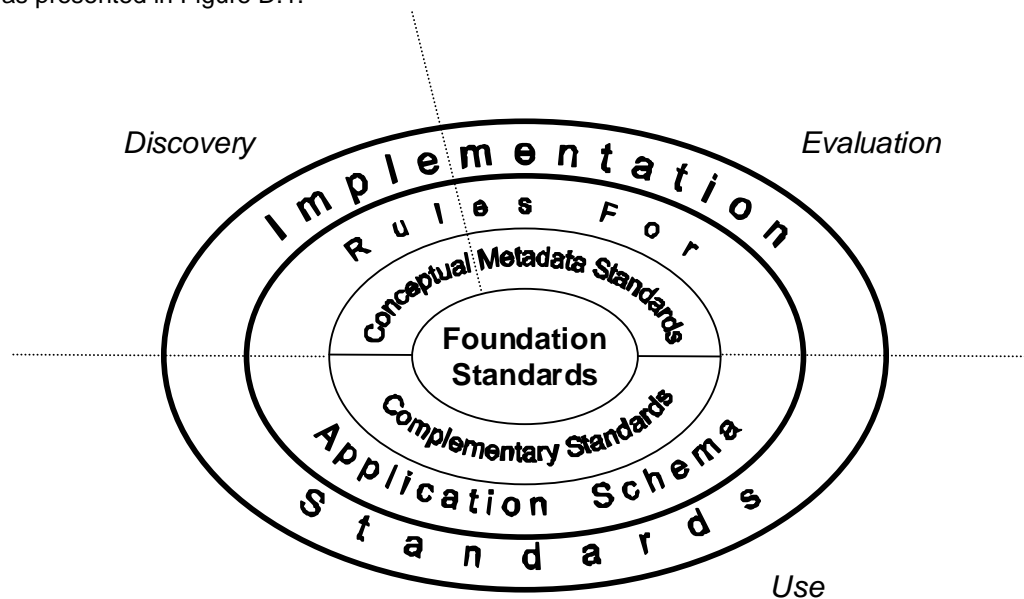 as presented in Figure D.1.
Discovery
Evaluation
Implementation
Rules For
Conceptual Metadata Standards
Foundation
Standards
Complementary Standards
Application Schema
Standards
Use